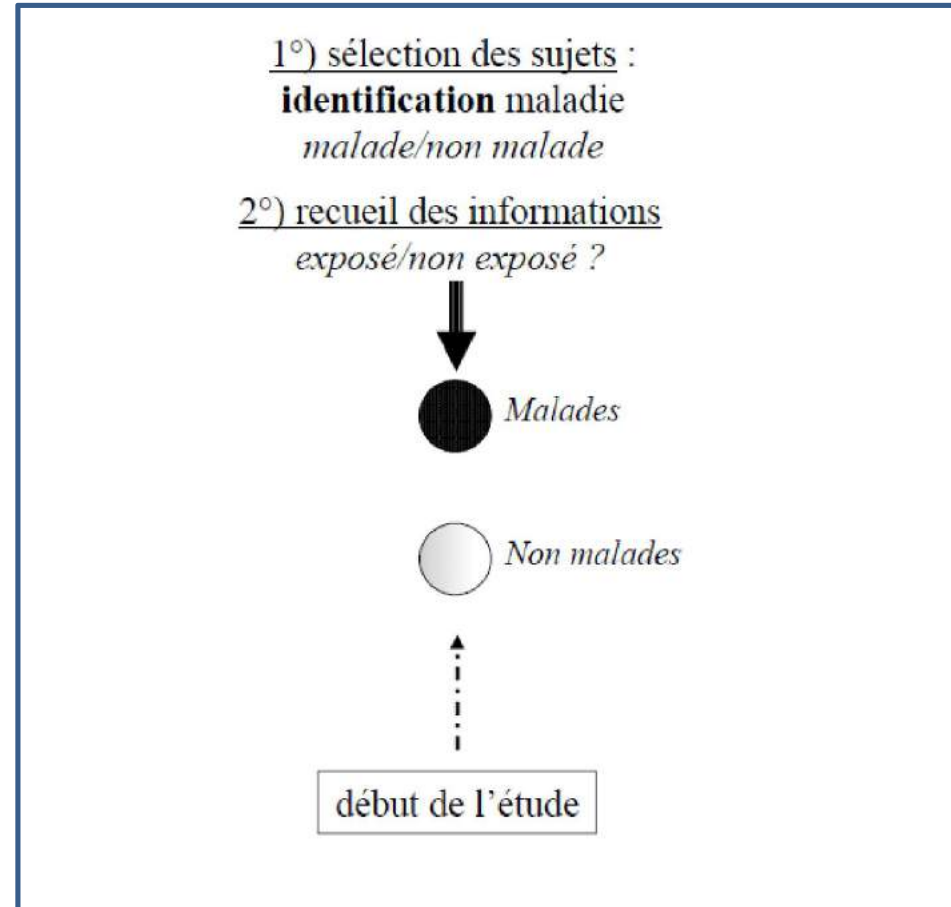 1°) sélection des sujets :
identification maladie
malade/non malade
2°) recueil des informations
exposé/non exposé ?
Malades
Non malades
début de l’étude